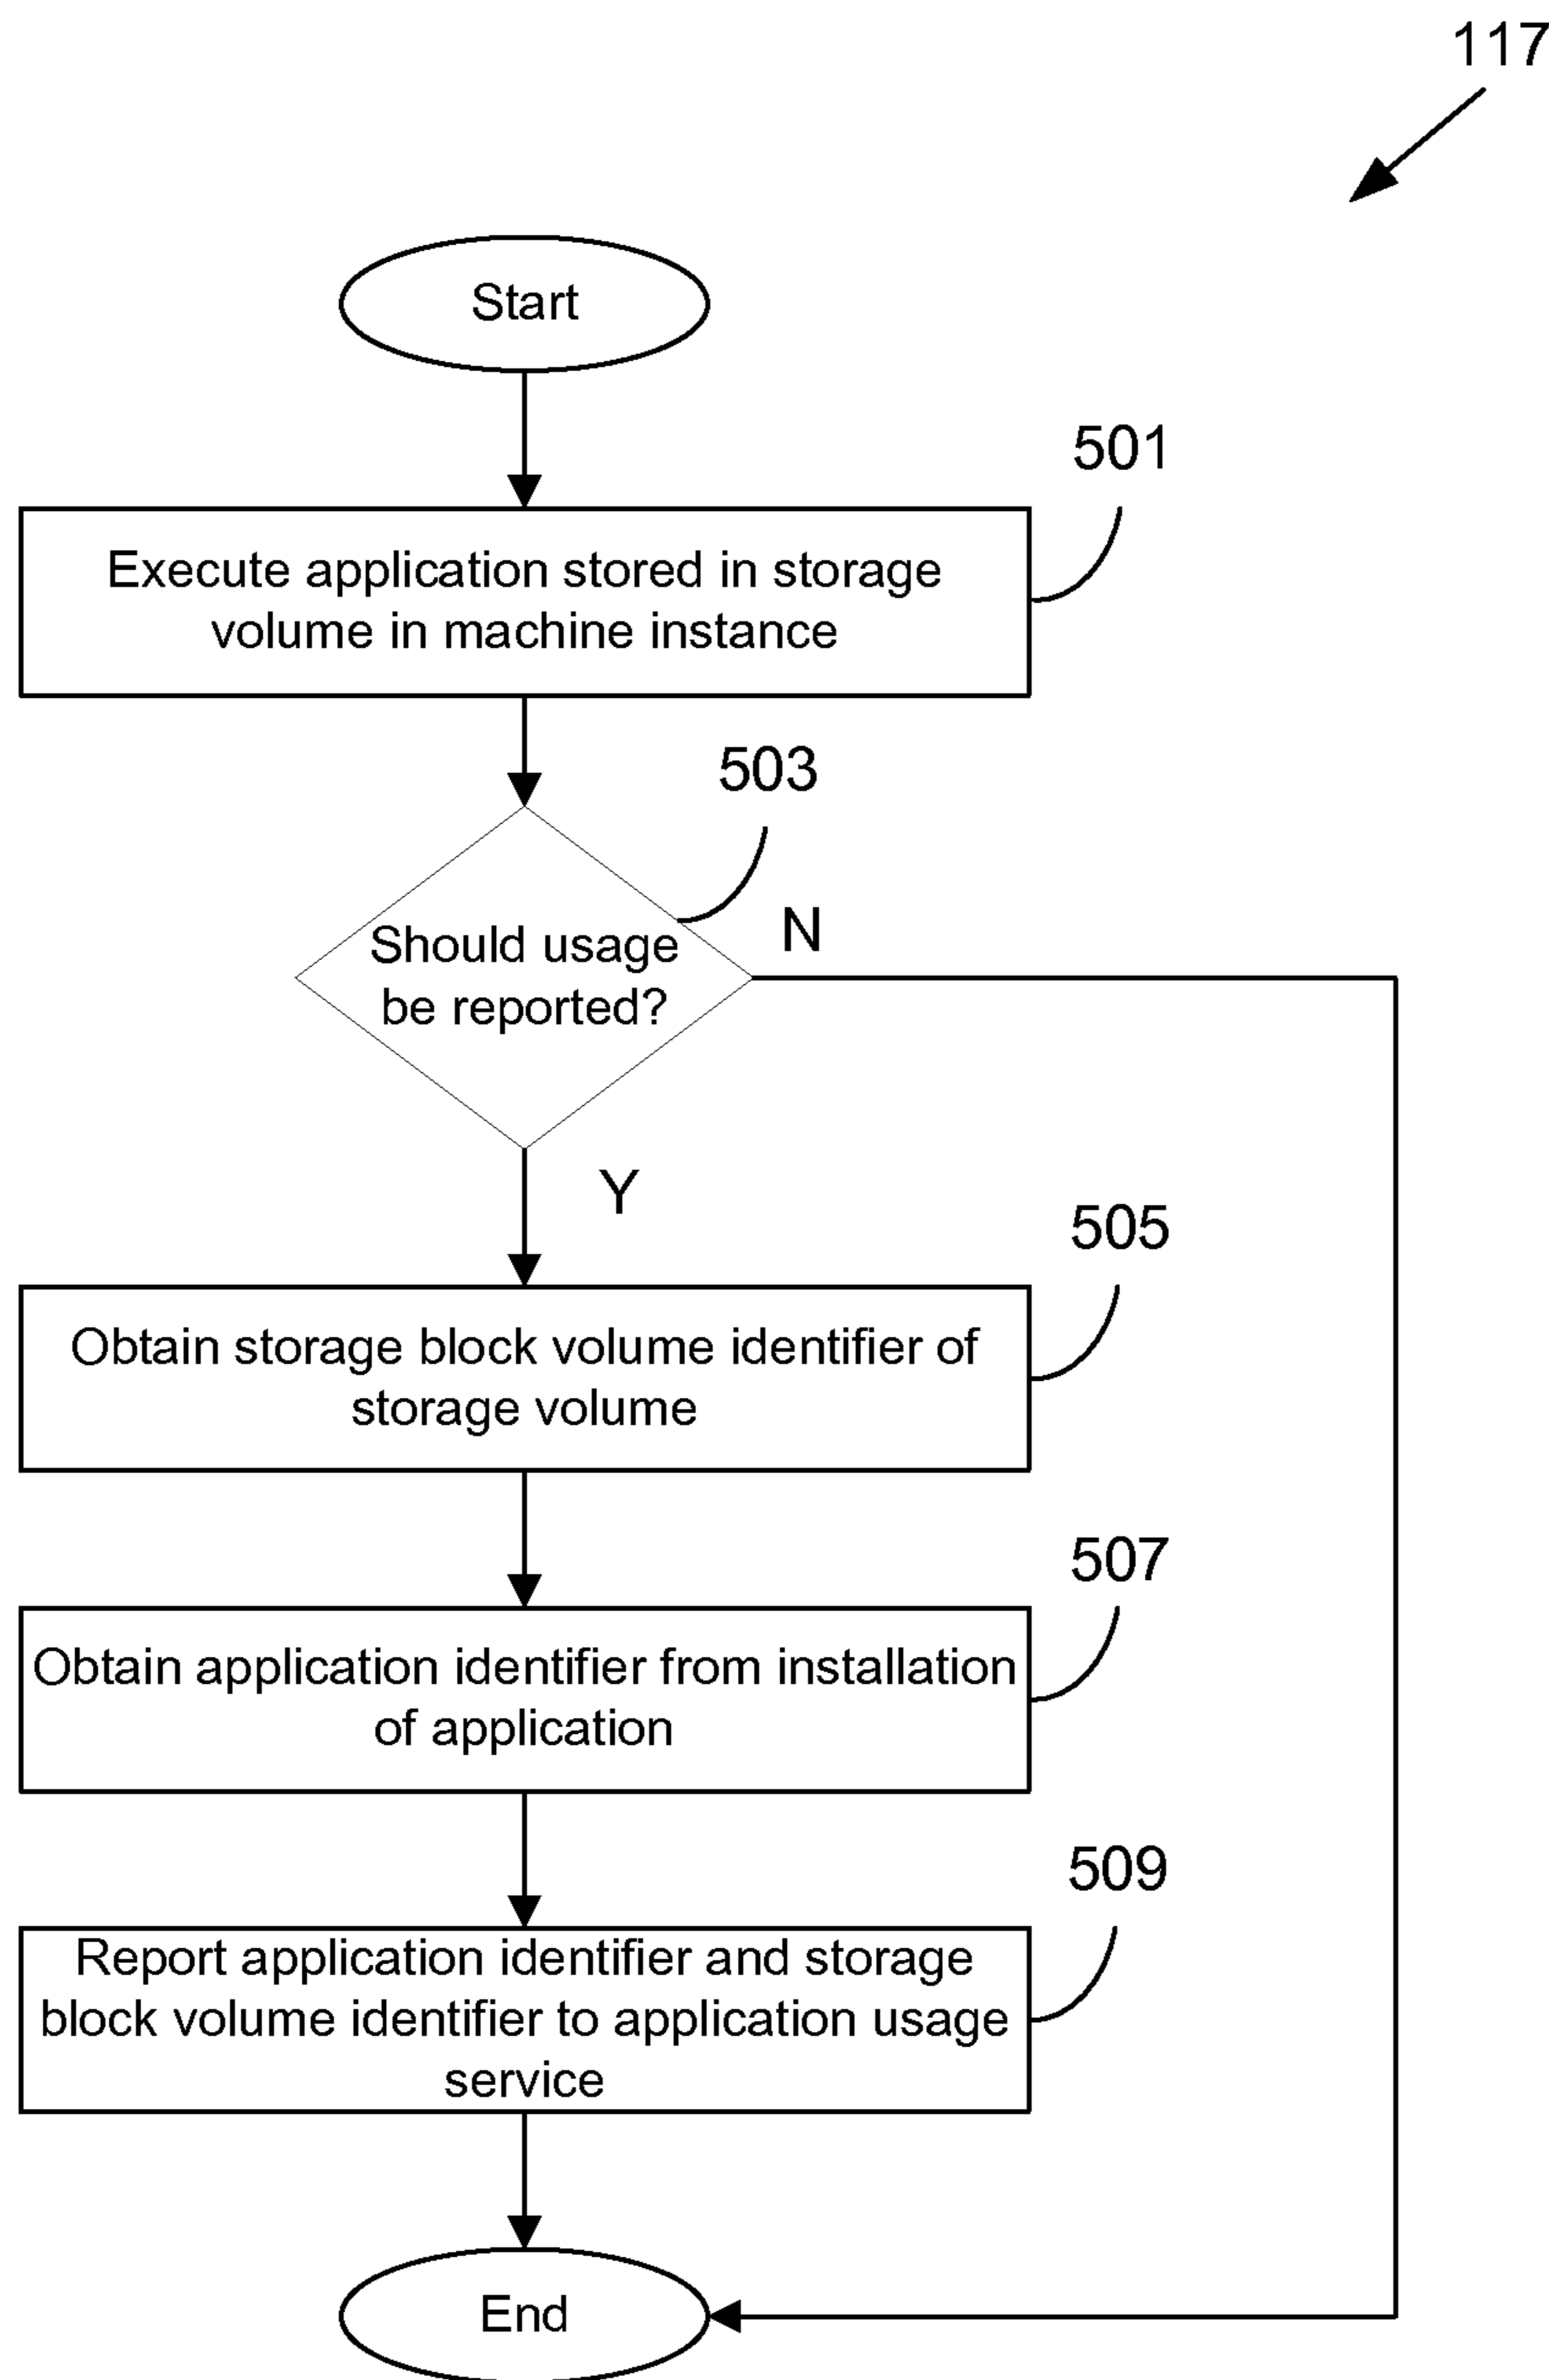 117
Start
501
Execute application stored in storage
volume in machine instance
503
Should usage
be reported?
N
Y
505
Obtain storage block volume identifier of
storage volume
507
Obtain application identifier from installation
of application
509
Report application identifier and storage
block volume identifier to application usage
service
End